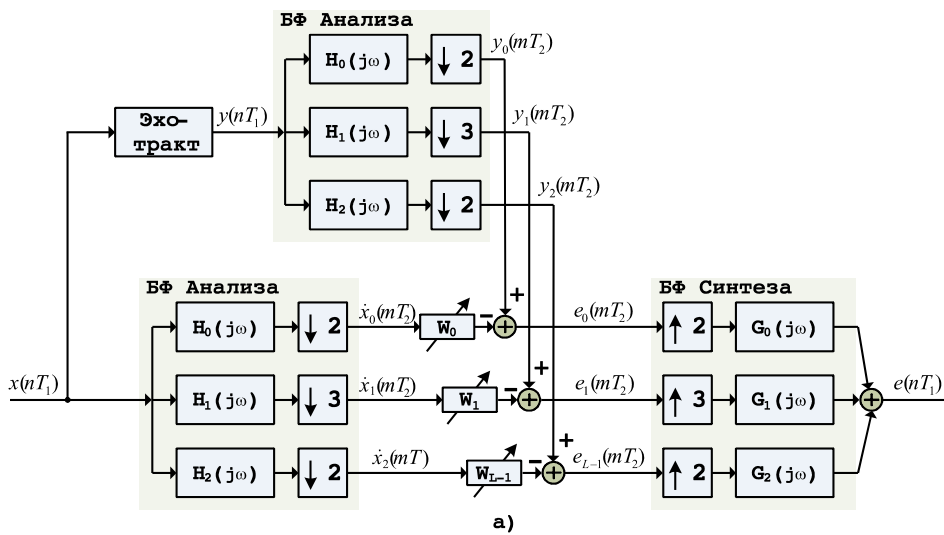 БФ Анализа
H₀(jω) ↓ 2 y₀(mT₂)
Эхо-
тракт
y(nT₁) H₁(jω) ↓ 3 y₁(mT₂)
H₂(jω) ↓ 2 y₂(mT₂)
БФ Анализа
БФ Синтеза
H₀(jω) ↓ 2 ẋ₀(mT₂) W₀ − + + e₀(mT₂) ↑ 2 G₀(jω)
x(nT₁) H₁(jω) ↓ 3 ẋ₁(mT₂) W₁ − + + e₁(mT₂) ↑ 3 G₁(jω) + e(nT₁)
H₂(jω) ↓ 2 ẋ₂(mT) W_L−1 − + + e_L−1(mT₂) ↑ 2 G₂(jω)
а)